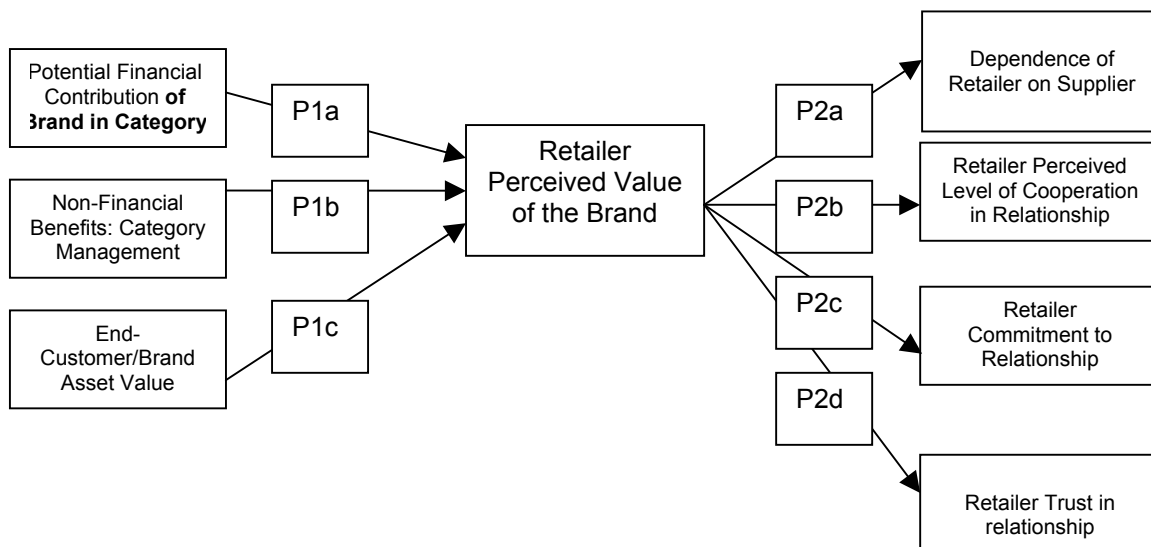 Potential Financial
Contribution of
Brand in Category
P1a
Non-Financial
Benefits: Category
Management
P1b
End-
Customer/Brand
Asset Value
P1c
Retailer
Perceived Value
of the Brand
P2a
Dependence of
Retailer on Supplier
P2b
Retailer Perceived
Level of Cooperation
in Relationship
P2c
Retailer
Commitment to
Relationship
P2d
Retailer Trust in
relationship